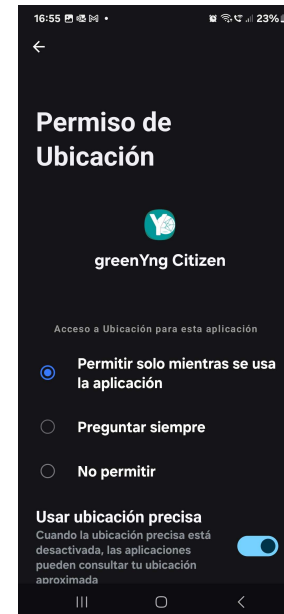 16:55
23%
Permiso de
Ubicación
greenYng Citizen
Acceso a Ubicación para esta aplicación
Permitir solo mientras se usa
la aplicación
Preguntar siempre
No permitir
Usar ubicación precisa
Cuando la ubicación precisa está
desactivada, las aplicaciones
pueden consultar tu ubicación
aproximada